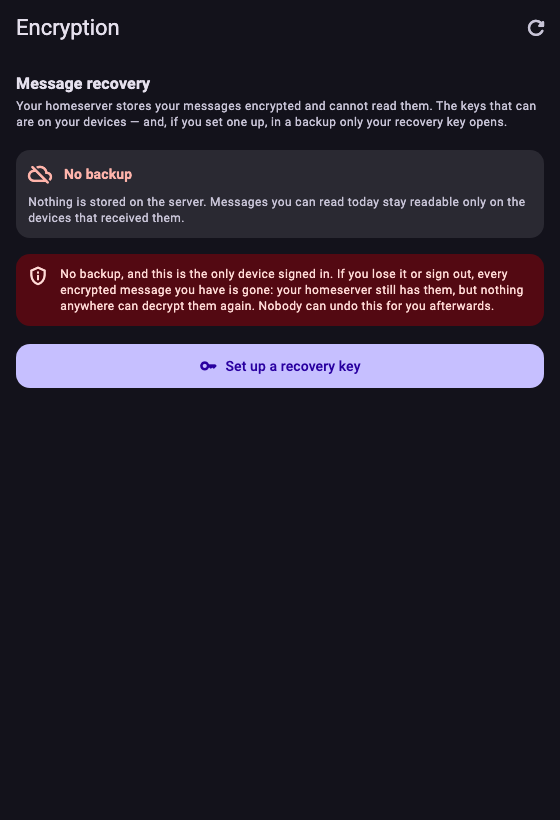 Encryption
Message recovery
Your homeserver stores your messages encrypted and cannot read them. The keys that can
are on your devices — and, if you set one up, in a backup only your recovery key opens.
No backup
Nothing is stored on the server. Messages you can read today stay readable only on the
devices that received them.
No backup, and this is the only device signed in. If you lose it or sign out, every
encrypted message you have is gone: your homeserver still has them, but nothing
anywhere can decrypt them again. Nobody can undo this for you afterwards.
Set up a recovery key